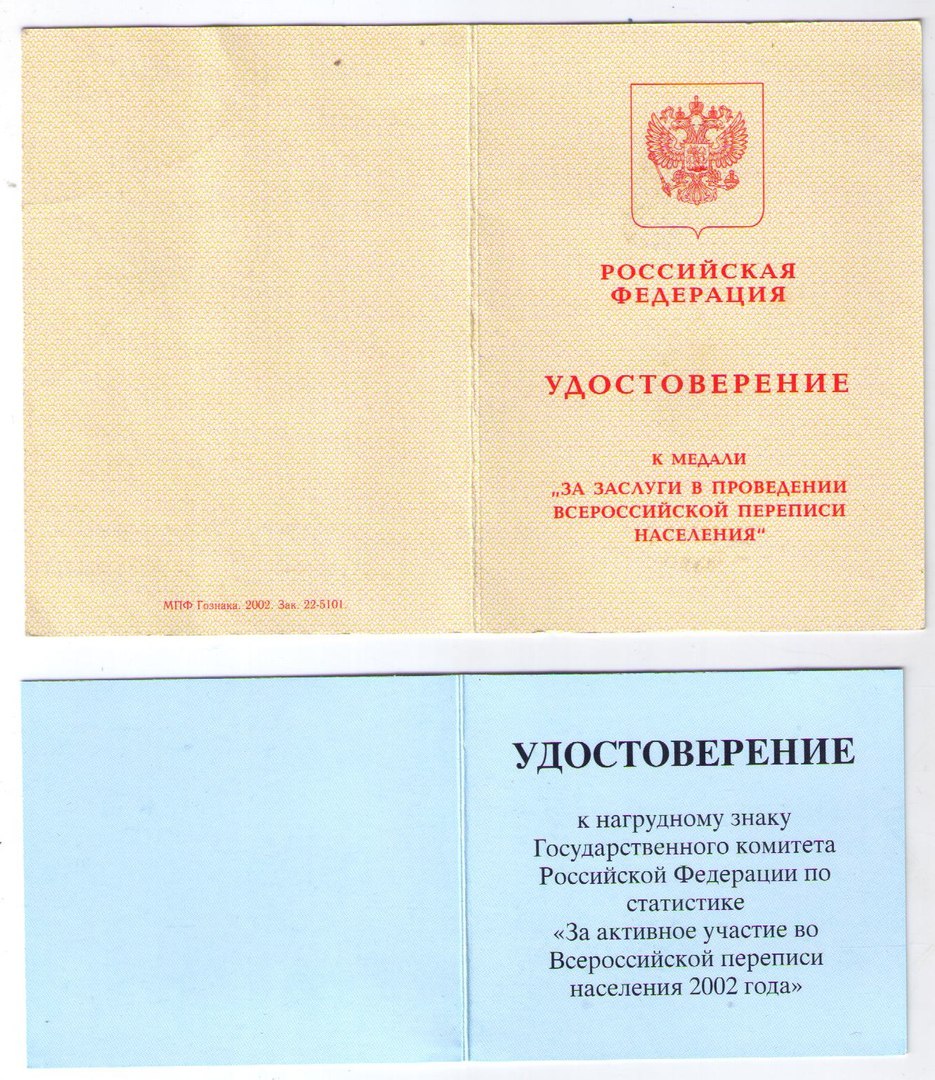 РОССИЙСКАЯ
ФЕДЕРАЦИЯ
УДОСТОВЕРЕНИЕ
К МЕДАЛИ
„ЗА ЗАСЛУГИ В ПРОВЕДЕНИИ
ВСЕРОССИЙСКОЙ ПЕРЕПИСИ
НАСЕЛЕНИЯ“
МПФ Гознака. 2002. Зак. 22-5101.
УДОСТОВЕРЕНИЕ
к нагрудному знаку
Государственного комитета
Российской Федерации по
статистике
«За активное участие во
Всероссийской переписи
населения 2002 года»